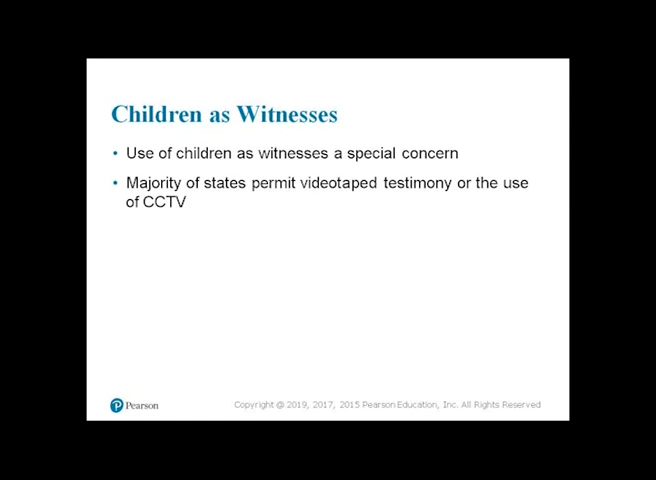 Children as Witnesses
• Use of children as witnesses a special concern
• Majority of states permit videotaped testimony or the use
of CCTV
Pearson
Copyright @ 2019, 2017, 2015 Pearson Education, Inc. All Rights Reserved